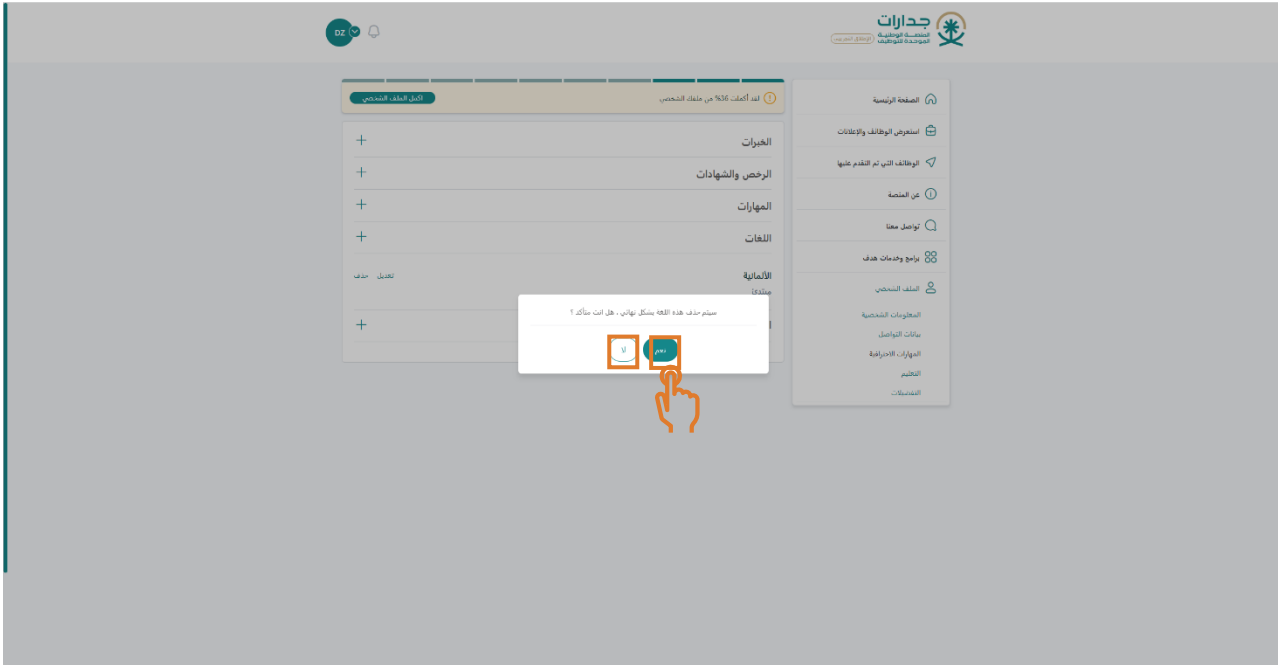 جدارات
المنصـــة الوطنيـة
الموحدة للتوظيف
DZ
الصفحة الرئيسية
استعرض الوظائف والإعلانات
الوظائف التي تم التقدم عليها
عن المنصة
تواصل معنا
برامج وخدمات هدف
الملف الشخصي
المعلومات الشخصية
بيانات التواصل
المهارات الاحترافية
التعليم
التفضيلات
لقد أكملت 36% من ملفك الشخصي
اكمل الملف الشخصي
الخبرات
الرخص والشهادات
المهارات
اللغات
الألمانية
تعديل حذف
مبتدئ
سيتم حذف هذه اللغة بشكل نهائي ، هل انت متأكد ؟
نعم
لا